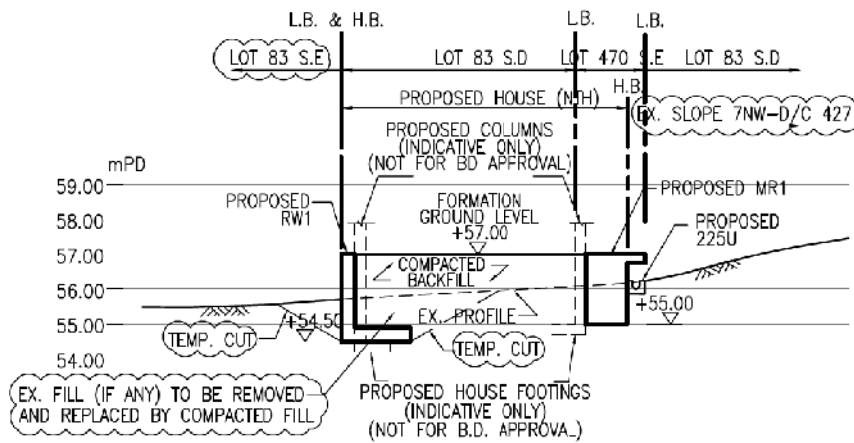 L.B. & H.B.
L.B.
L.B.
LOT 83 S.E
LOT 83 S.D
LOT 470 S.E
LOT 83 S.D
H.B.
PROPOSED HOUSE (NTH)
EX. SLOPE 7NW-D/C 427
PROPOSED COLUMNS
(INDICATIVE ONLY)
(NOT FOR BD APPROVAL)
mPD
59.00
58.00
57.00
56.00
55.00
54.00
PROPOSED
RW1
FORMATION
GROUND LEVEL
+57.00
PROPOSED MR1
PROPOSED
225U
COMPACTED
BACKFILL
EX. PROFILE
+55.00
+54.50
TEMP. CUT
TEMP. CUT
EX. FILL (IF ANY) TO BE REMOVED
AND REPLACED BY COMPACTED FILL
PROPOSED HOUSE FOOTINGS
(INDICATIVE ONLY)
(NOT FOR B.D. APPROVAL)